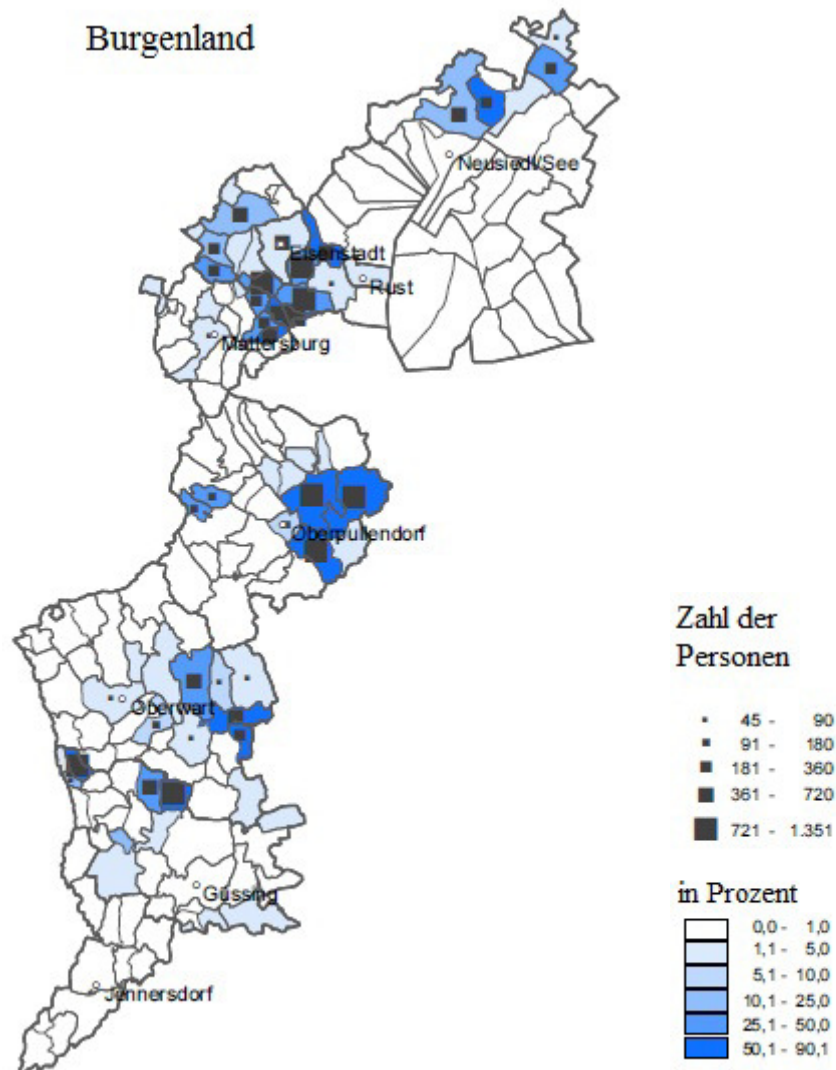 Burgenland
Neusiedl/See
Eisenstadt
Rust
Mattersburg
Oberpullendorf
Oberwart
Güssing
Jennersdorf
Zahl der
Personen
45 - 90
91 - 180
181 - 360
361 - 720
721 - 1.351
in Prozent
0,0 - 1,0
1,1 - 5,0
5,1 - 10,0
10,1 - 25,0
25,1 - 50,0
50,1 - 90,1